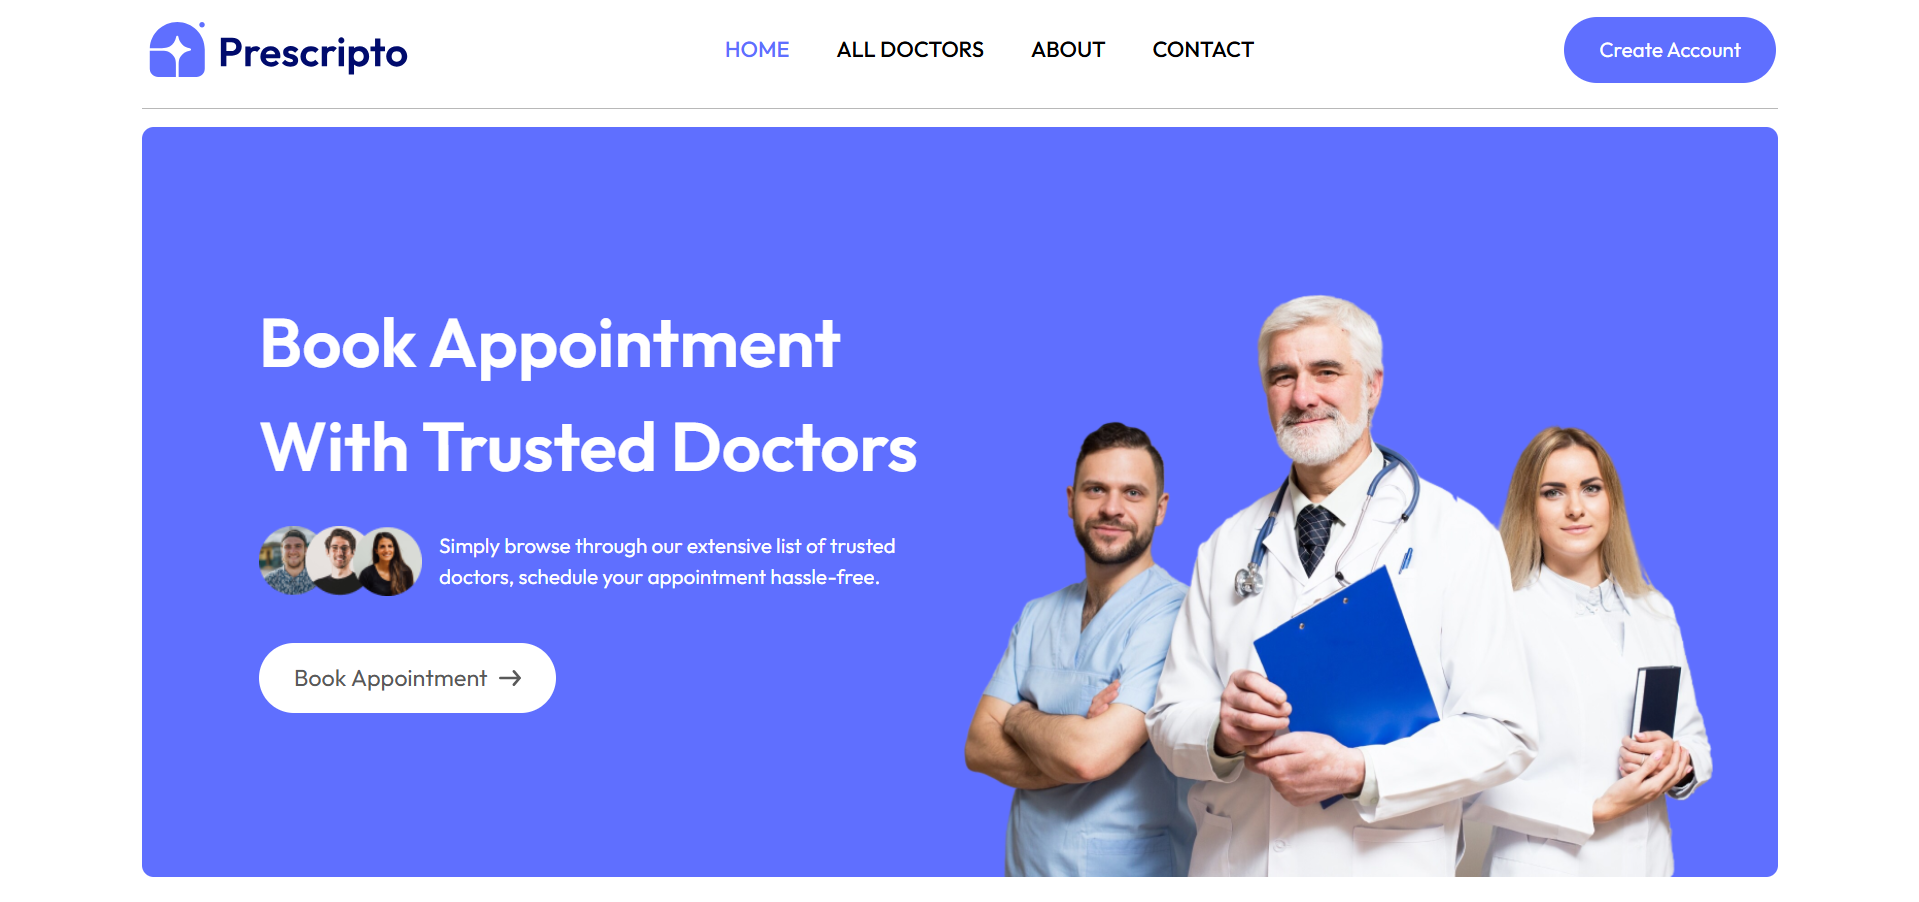 Prescripto
HOME
ALL DOCTORS
ABOUT
CONTACT
Create Account
Book Appointment
With Trusted Doctors
Simply browse through our extensive list of trusted
doctors, schedule your appointment hassle-free.
Book Appointment →